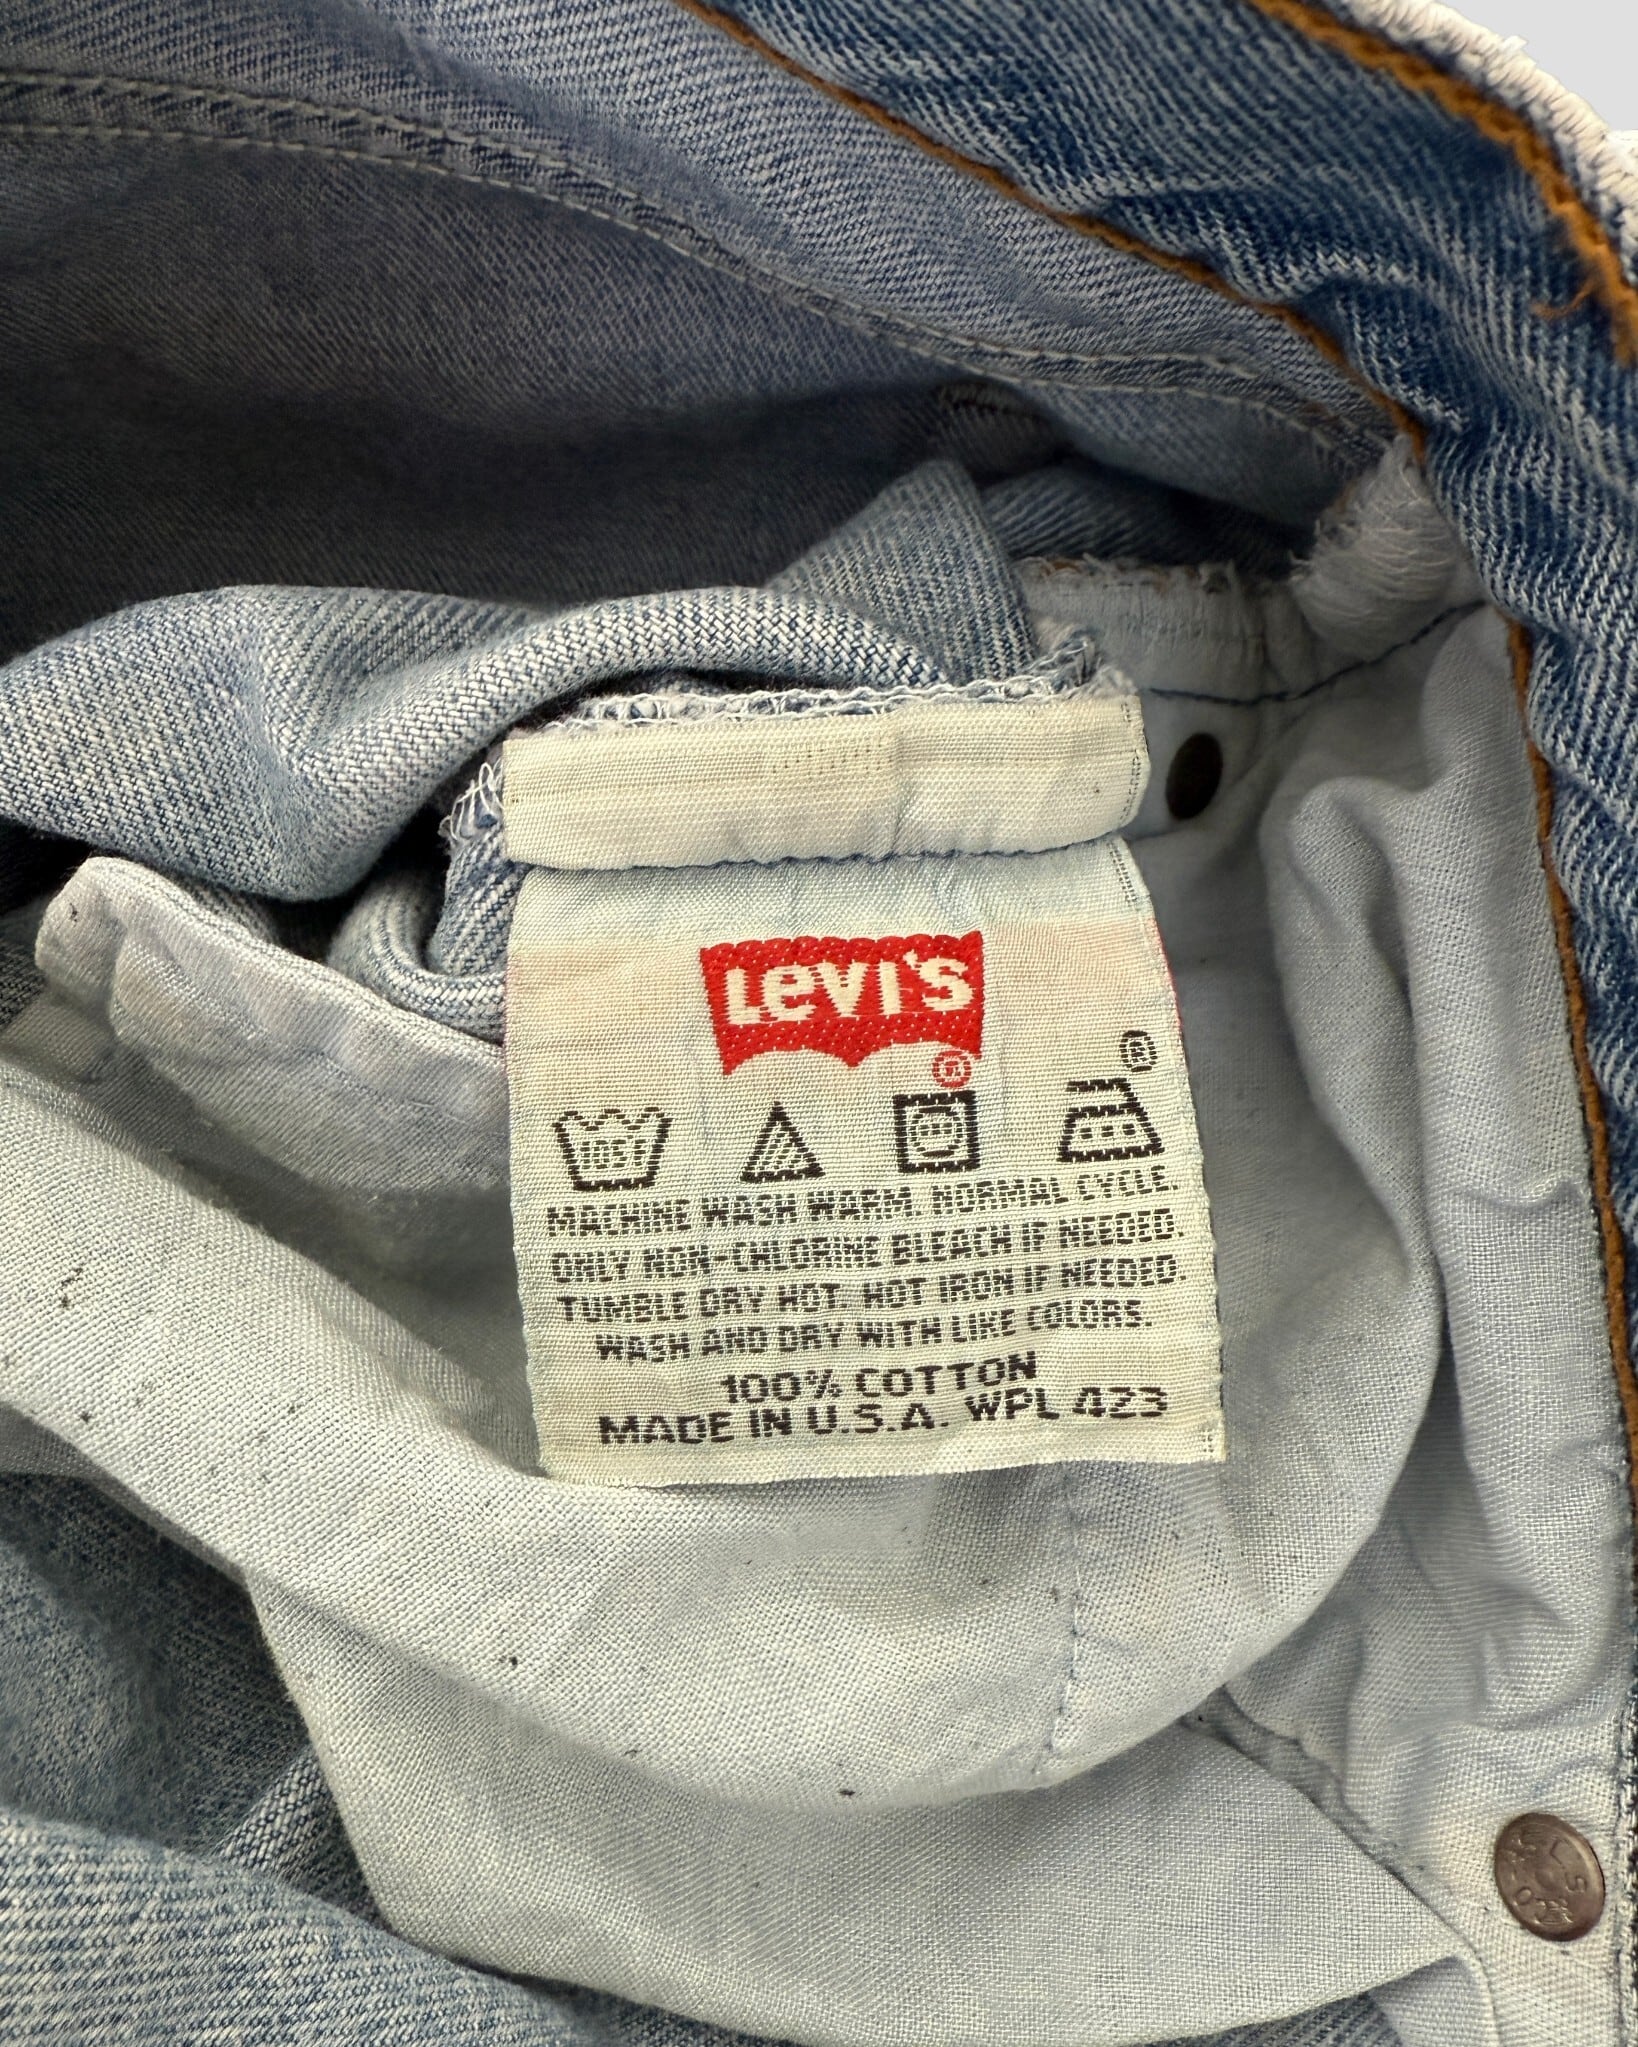 Levi's
®
®
105F
MACHINE WASH WARM. NORMAL CYCLE.
ONLY NON-CHLORINE BLEACH IF NEEDED.
TUMBLE DRY HOT. HOT IRON IF NEEDED.
WASH AND DRY WITH LIKE COLORS.
100% COTTON
MADE IN U.S.A. WPL 423